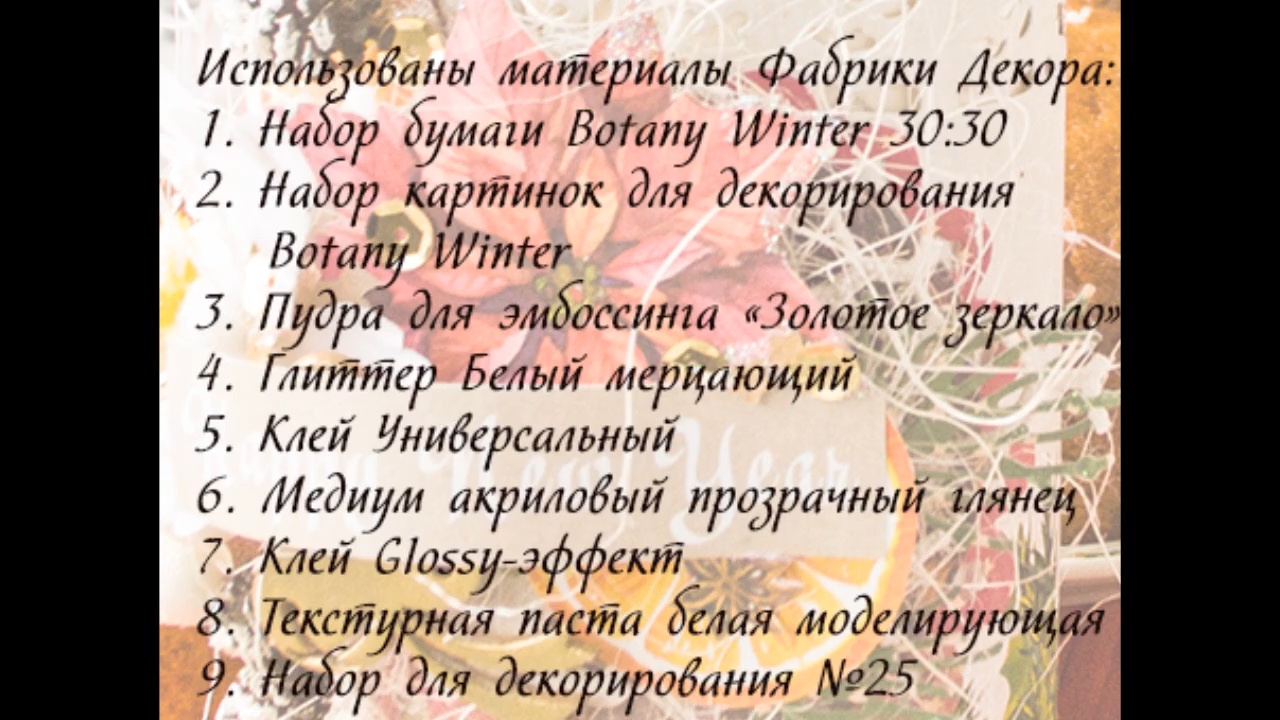 Использованы материалы Фабрики Декора:
1. Набор бумаги Botany Winter 30:30
2. Набор картинок для декорирования
Botany Winter
3. Пудра для эмбоссинга «Золотое зеркало»
4. Глиттер Белый мерцающий
5. Клей Универсальный
6. Медиум акриловый прозрачный глянец
7. Клей Glossy-эффект
8. Текстурная паста белая моделирующая
9. Набор для декорирования №25
New Year